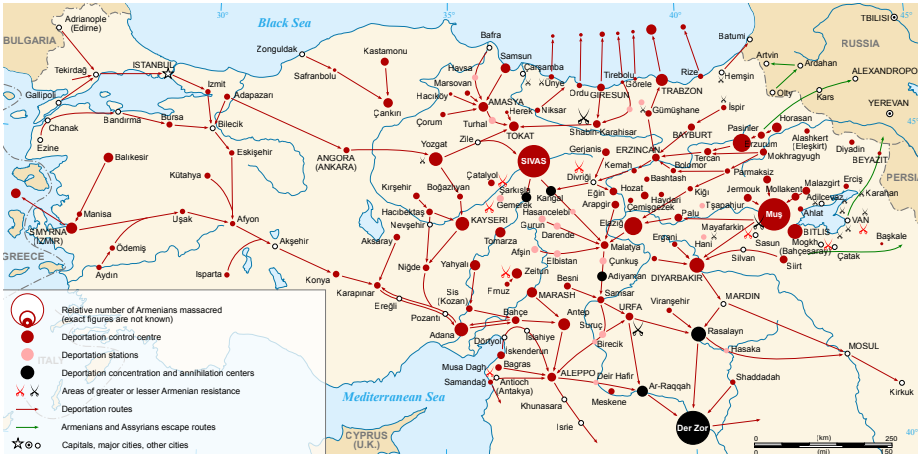 Adrianople
(Edirne)
BULGARIA
Tekirdağ
ISTANBUL
Gallipoli
Chanak
Ezine
Bandırma
Bursa
Izmit
Adapazarı
Bilecik
Zonguldak
Safranbolu
30°
Black Sea
35°
40°
45°
Kastamonu
Çankırı
Bafra
Samsun
Çarşamba
Havsa
Marsovan
Hacıköy
AMASYA
Çorum
Turhal
Herek
Niksar
TOKAT
Zile
Ünye
Ordu
GIRESUN
Tirebolu
Görele
TRABZON
Rize
Batumi
Hemşin
Artvin
Ardahan
Olty
Kars
TBILISI
RUSSIA
ALEXANDROPOL
YEREVAN
45°
Shabin-Karahisar
Gümüşhane
İspir
BAYBURT
Pasinler
Horasan
Erzurum
Alashkert
(Eleşkirt)
Diyadin
BEYAZIT
PERSIA
Mokhragyugh
Tercan
ERZINCAN
Gerjanis
Kemah
Bolomor
Parmaksız
Balıkesir
Kütahya
Eskişehir
ANGORA
(ANKARA)
Yozgat
SIVAS
Divriği
Çatalyol
Şarkışla
Gemerek
Kangal
Eğin
Arapgir
Hozat
Çemişgezek
Bashtash
Haydari
Kiği
Tşapahjur
Jermouk
Mollakent
Malazgirt
Erciş
Adilcevaz
Karahan
Muş
Ahlat
VAN
BITLIS
Mogkh
(Bahçesaray)
Başkale
Çatak
Sasun
Siirt
Silvan
Mayafarkin
Hani
Palu
Elazığ
Ergani
DIYARBAKIR
Çunkuş
Malatya
Hasancelebi
Gurun
Darende
Elbistan
Afşin
Kırşehir
Boğazlıyan
Hacıbektaş
Nevşehir
KAYSERI
Tomarza
Aksaray
Niğde
Yahyalı
Manisa
SMYRNA
(IZMIR)
Uşak
Afyon
Akşehir
Ödemiş
Aydın
Isparta
Konya
Karapınar
Ereğli
GREECE
Sis
(Kozan)
Pozantı
Adana
Zeitun
Fırnuz
MARASH
Besni
Adıyaman
Samsar
Viranşehir
MARDIN
Bahçe
Antep
Suruç
URFA
Birecik
Rasalayn
Hasaka
MOSUL
Kirkuk
Dörtyol
Islahiye
İskenderun
Musa Dagh
Bagras
Samandağ
Antioch
(Antakya)
ALEPPO
Deir Hafir
Meskene
Ar-Raqqah
Shaddadah
Khunasara
Isrie
Der Zor
Mediterranean Sea
CYPRUS
(U.K.)
40°
ITALY
Relative number of Armenians massacred
(exact figures are not known)
Deportation control centre
Deportation stations
Deportation concentration and annihilation centers
Areas of greater or lesser Armenian resistance
Deportation routes
Armenians and Assyrians escape routes
Capitals, major cities, other cities
0 (km) 250
0 (mi) 150